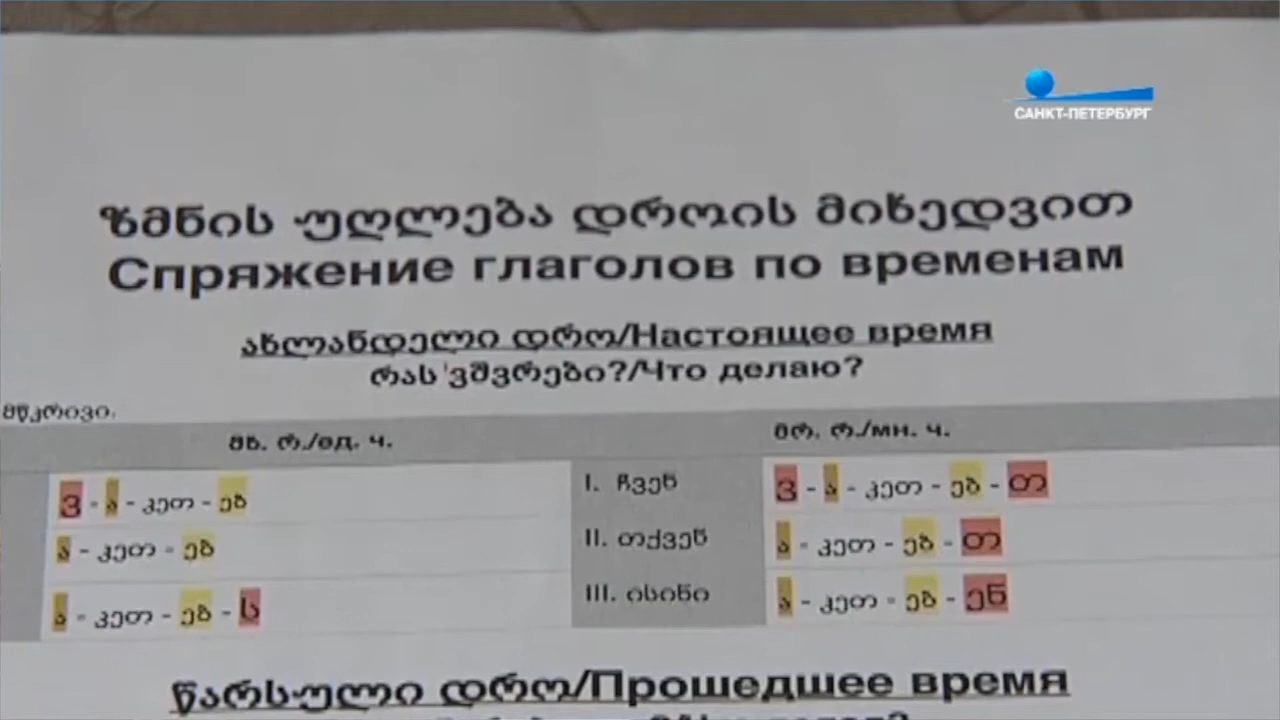 САНКТ-ПЕТЕРБУРГ
ზმნის უღლება დროის მიხედვით
Спряжение глаголов по временам
ახლანდელი დრო/Настоящее время
რას ვშვრები?/Что делаю?
მწკრივი.
მხ. რ./ед. ч. მრ. რ./мн. ч.
ვ - ა - კეთ - ებ I. ჩვენ ვ - ა - კეთ - ებ - თ
ა - კეთ - ებ II. თქვენ ა - კეთ - ებ - თ
ა - კეთ - ებ - ს III. ისინი ა - კეთ - ებ - ენ
წარსული დრო/Прошедшее время